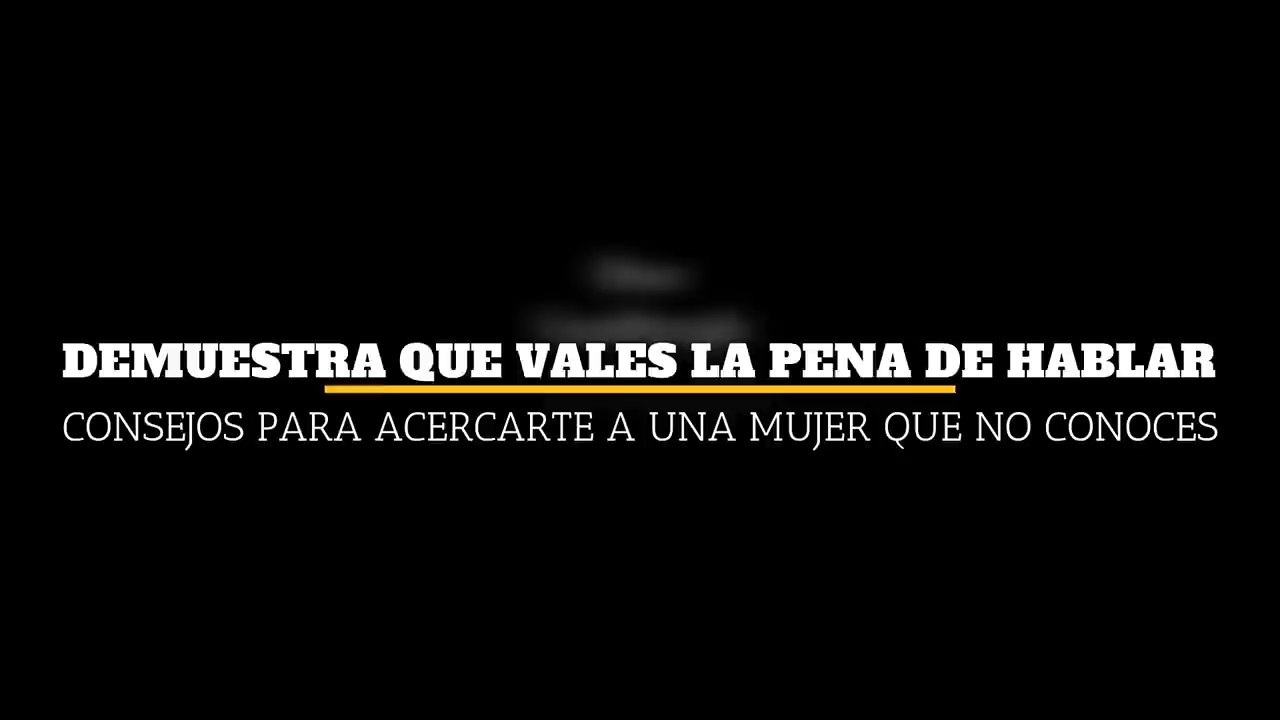 DEMUESTRA QUE VALES LA PENA DE HABLAR
CONSEJOS PARA ACERCARTE A UNA MUJER QUE NO CONOCES